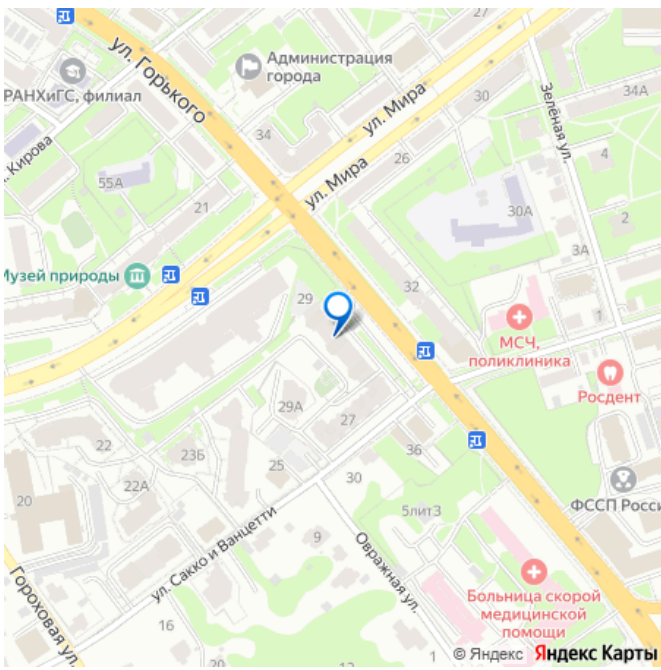 27
ул. Горького
Администрация
города
РАНХиГС, филиал
ул. Мира
30
34А
Зелёная ул.
34
Кирова
ул. Мира
26
4
55А
21
30А
2
3А
Музей природы
29
32
1
МСЧ,
поликлиника
Росдент
29А
27
22
23Б
36
25
22А
30
20
5лит3
ФССП Росси
ул. Сакко и Ванцетти
9
Овражная ул.
Гороховая ул.
Больница скорой
медицинской
помощи
16
1
© Яндекс Яндекс Карты